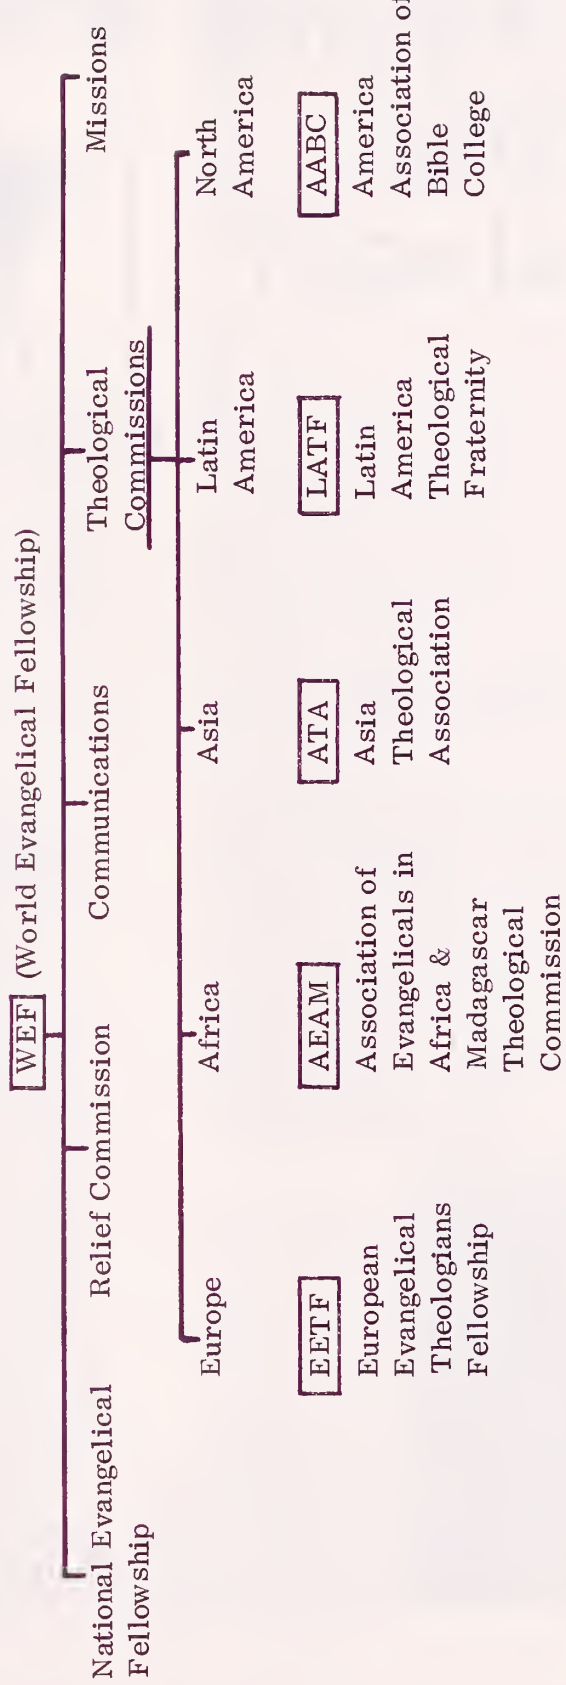 WEF (World Evangelical Fellowship)
National Evangelical
Fellowship
Relief Commission
Communications
Theological
Commissions
Missions
Europe
Africa
Asia
Latin
America
North
America
EETF
European
Evangelical
Theologians
Fellowship
AEAM
Association of
Evangelicals in
Africa &
Madagascar
Theological
Commission
ATA
Asia
Theological
Association
LATF
Latin
America
Theological
Fraternity
AABC
America
Association of
Bible
College